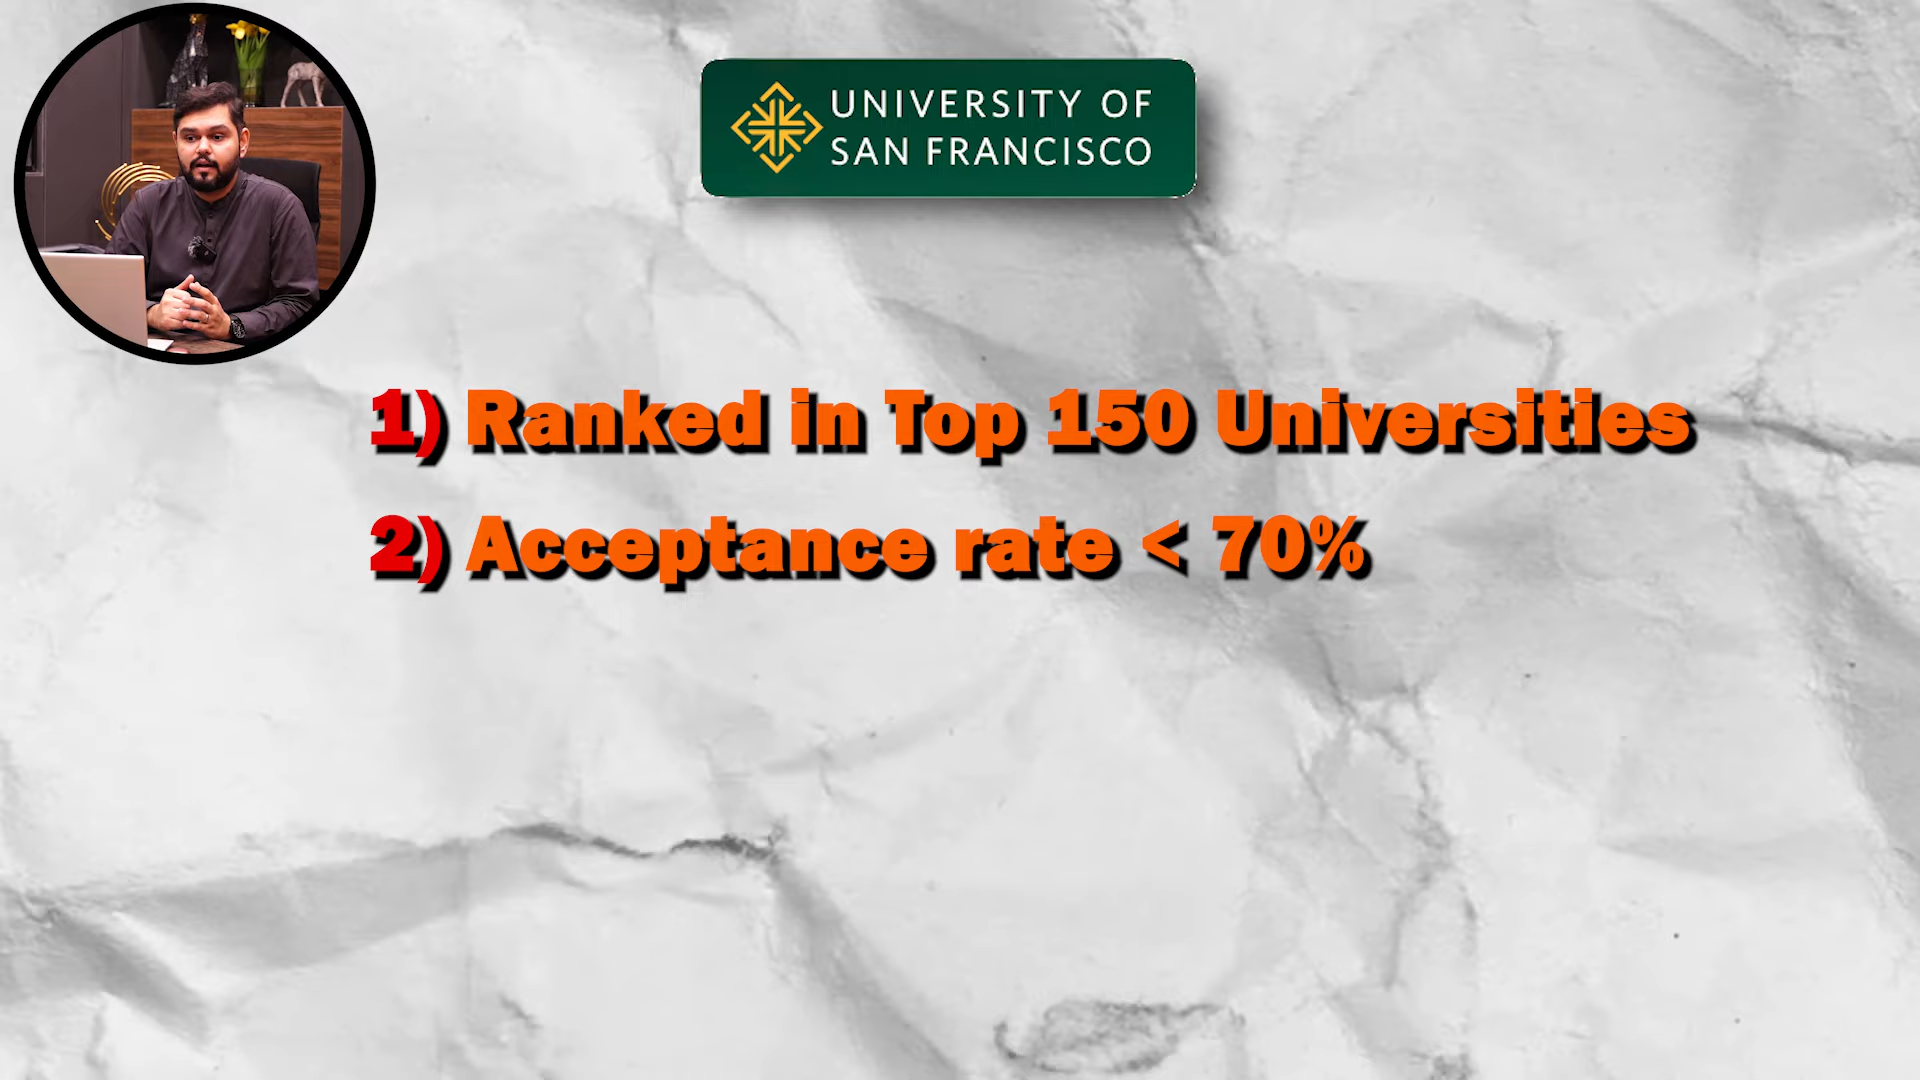 UNIVERSITY OF
SAN FRANCISCO
1) Ranked in Top 150 Universities
2) Acceptance rate < 70%